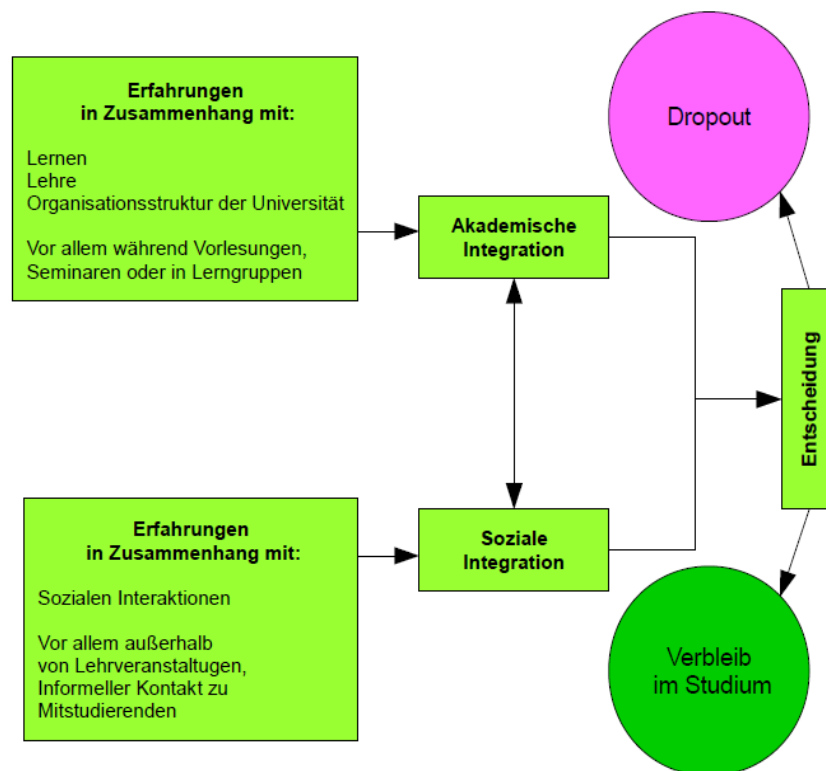 Erfahrungen
in Zusammenhang mit:
Lernen
Lehre
Organisationsstruktur der Universität
Vor allem während Vorlesungen,
Seminaren oder in Lerngruppen
Akademische
Integration
Dropout
Entscheidung
Erfahrungen
in Zusammenhang mit:
Sozialen Interaktionen
Vor allem außerhalb
von Lehrveranstaltugen,
Informeller Kontakt zu
Mitstudierenden
Soziale
Integration
Verbleib
im Studium